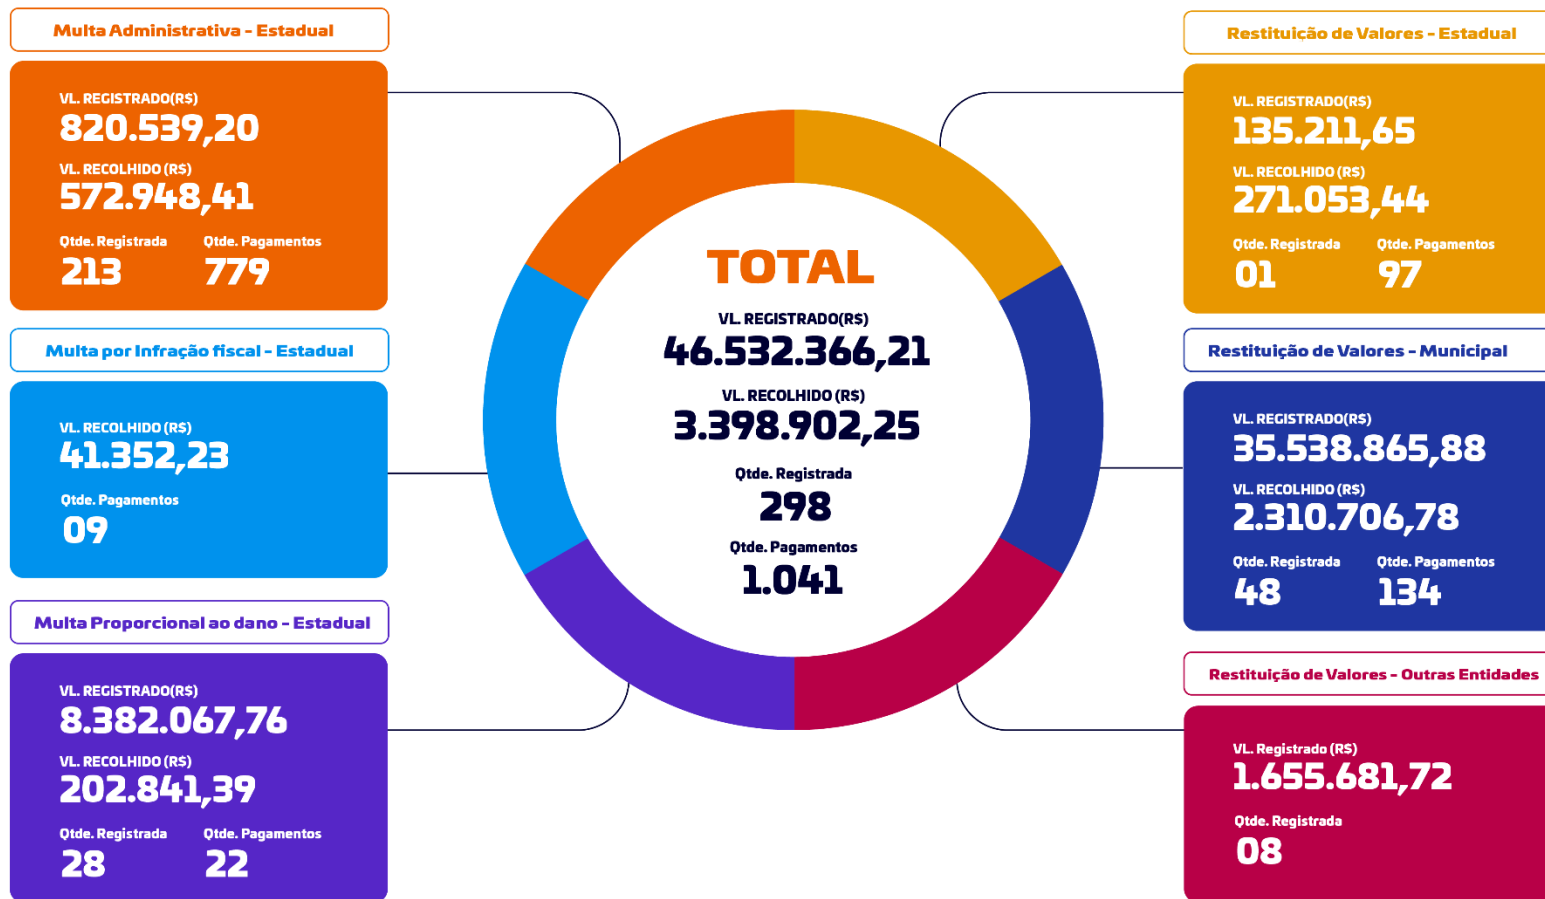 Multa Administrativa - Estadual
VL. REGISTRADO(R$)
820.539,20
VL. RECOLHIDO (R$)
572.948,41
Qtde. Registrada Qtde. Pagamentos
213 779
Multa por Infração fiscal - Estadual
VL. RECOLHIDO (R$)
41.352,23
Qtde. Pagamentos
09
Multa Proporcional ao dano - Estadual
VL. REGISTRADO(R$)
8.382.067,76
VL. RECOLHIDO (R$)
202.841,39
Qtde. Registrada Qtde. Pagamentos
28 22
TOTAL
VL. REGISTRADO(R$)
46.532.366,21
VL. RECOLHIDO (R$)
3.398.902,25
Qtde. Registrada
298
Qtde. Pagamentos
1.041
Restituição de Valores - Estadual
VL. REGISTRADO(R$)
135.211,65
VL. RECOLHIDO (R$)
271.053,44
Qtde. Registrada Qtde. Pagamentos
01 97
Restituição de Valores - Municipal
VL. REGISTRADO(R$)
35.538.865,88
VL. RECOLHIDO (R$)
2.310.706,78
Qtde. Registrada Qtde. Pagamentos
48 134
Restituição de Valores - Outras Entidades
VL. Registrado (R$)
1.655.681,72
Qtde. Registrada
08